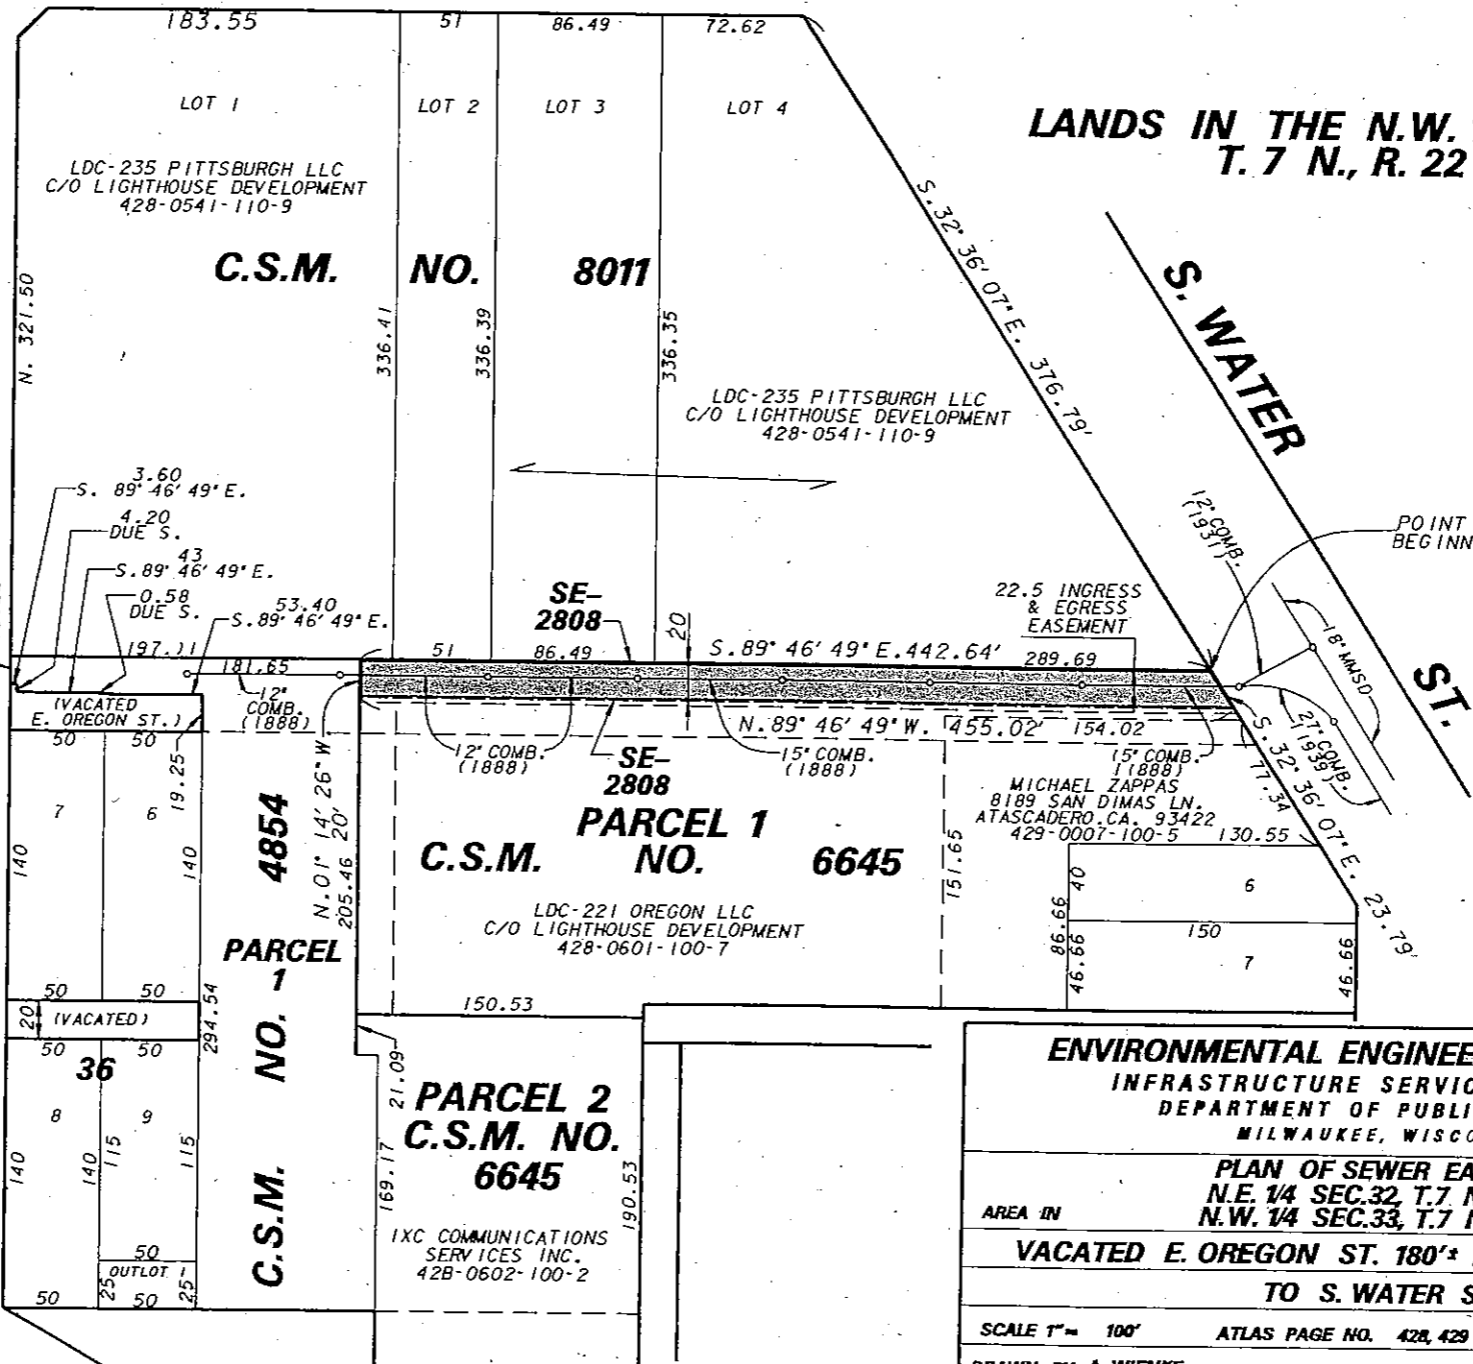 183.55
51
86.49
72.62
LOT 1
LOT 2
LOT 3
LOT 4
LANDS IN THE N.W.
T. 7 N., R. 22
LDC-235 PITTSBURGH LLC
C/O LIGHTHOUSE DEVELOPMENT
428-0541-110-9
C.S.M. NO. 8011
N. 321.50
336.41
336.39
336.35
S. 32° 36' 07" E. 376.79'
S. WATER ST.
LDC-235 PITTSBURGH LLC
C/O LIGHTHOUSE DEVELOPMENT
428-0541-110-9
3.60
S. 89° 46' 49" E.
4.20
DUE S.
43
S. 89° 46' 49" E.
0.58
DUE S.
53.40
S. 89° 46' 49" E.
197.11
181.65
12" COMB.
(1888)
(VACATED
E. OREGON ST.)
SE-
2808
20
51
86.49
S. 89° 46' 49" E. 442.64'
289.69
22.5 INGRESS
& EGRESS
EASEMENT
12" COMB.
(1931)
POINT
BEGINN
18" MMSD
27" COMB.
(1939)
N. 89° 46' 49" W. 455.02'
154.02
12" COMB.
(1888)
SE-
2808
15" COMB.
(1888)
15" COMB.
(1888)
S. 32° 36' 07" E.
77.34
23.79'
MICHAEL ZAPPAS
8189 SAN DIMAS LN.
ATASCADERO, CA. 93422
429-0007-100-5
130.55
PARCEL 1
C.S.M. NO. 6645
LDC-221 OREGON LLC
C/O LIGHTHOUSE DEVELOPMENT
428-0601-100-7
151.65
86.66
40
46.66
6
150
7
46.66
50
50
19.25
7
6
140
140
N. 01° 14' 26" W
205.46 20'
PARCEL
1
C.S.M. NO. 4854
294.54
50
50
20
(VACATED)
50
50
36
8
9
140
140
115
115
50
OUTLOT 1
25
25
50
50
150.53
21.09
169.17
190.53
PARCEL 2
C.S.M. NO.
6645
IXC COMMUNICATIONS
SERVICES INC.
42B-0602-100-2
ENVIRONMENTAL ENGINEE
INFRASTRUCTURE SERVIC
DEPARTMENT OF PUBLI
MILWAUKEE, WISCO
PLAN OF SEWER EA
AREA IN
N.E. 1/4 SEC.32, T.7 N
N.W. 1/4 SEC.33, T.7 N
VACATED E. OREGON ST. 180'±
TO S. WATER S
SCALE 1"= 100'
ATLAS PAGE NO. 428, 429